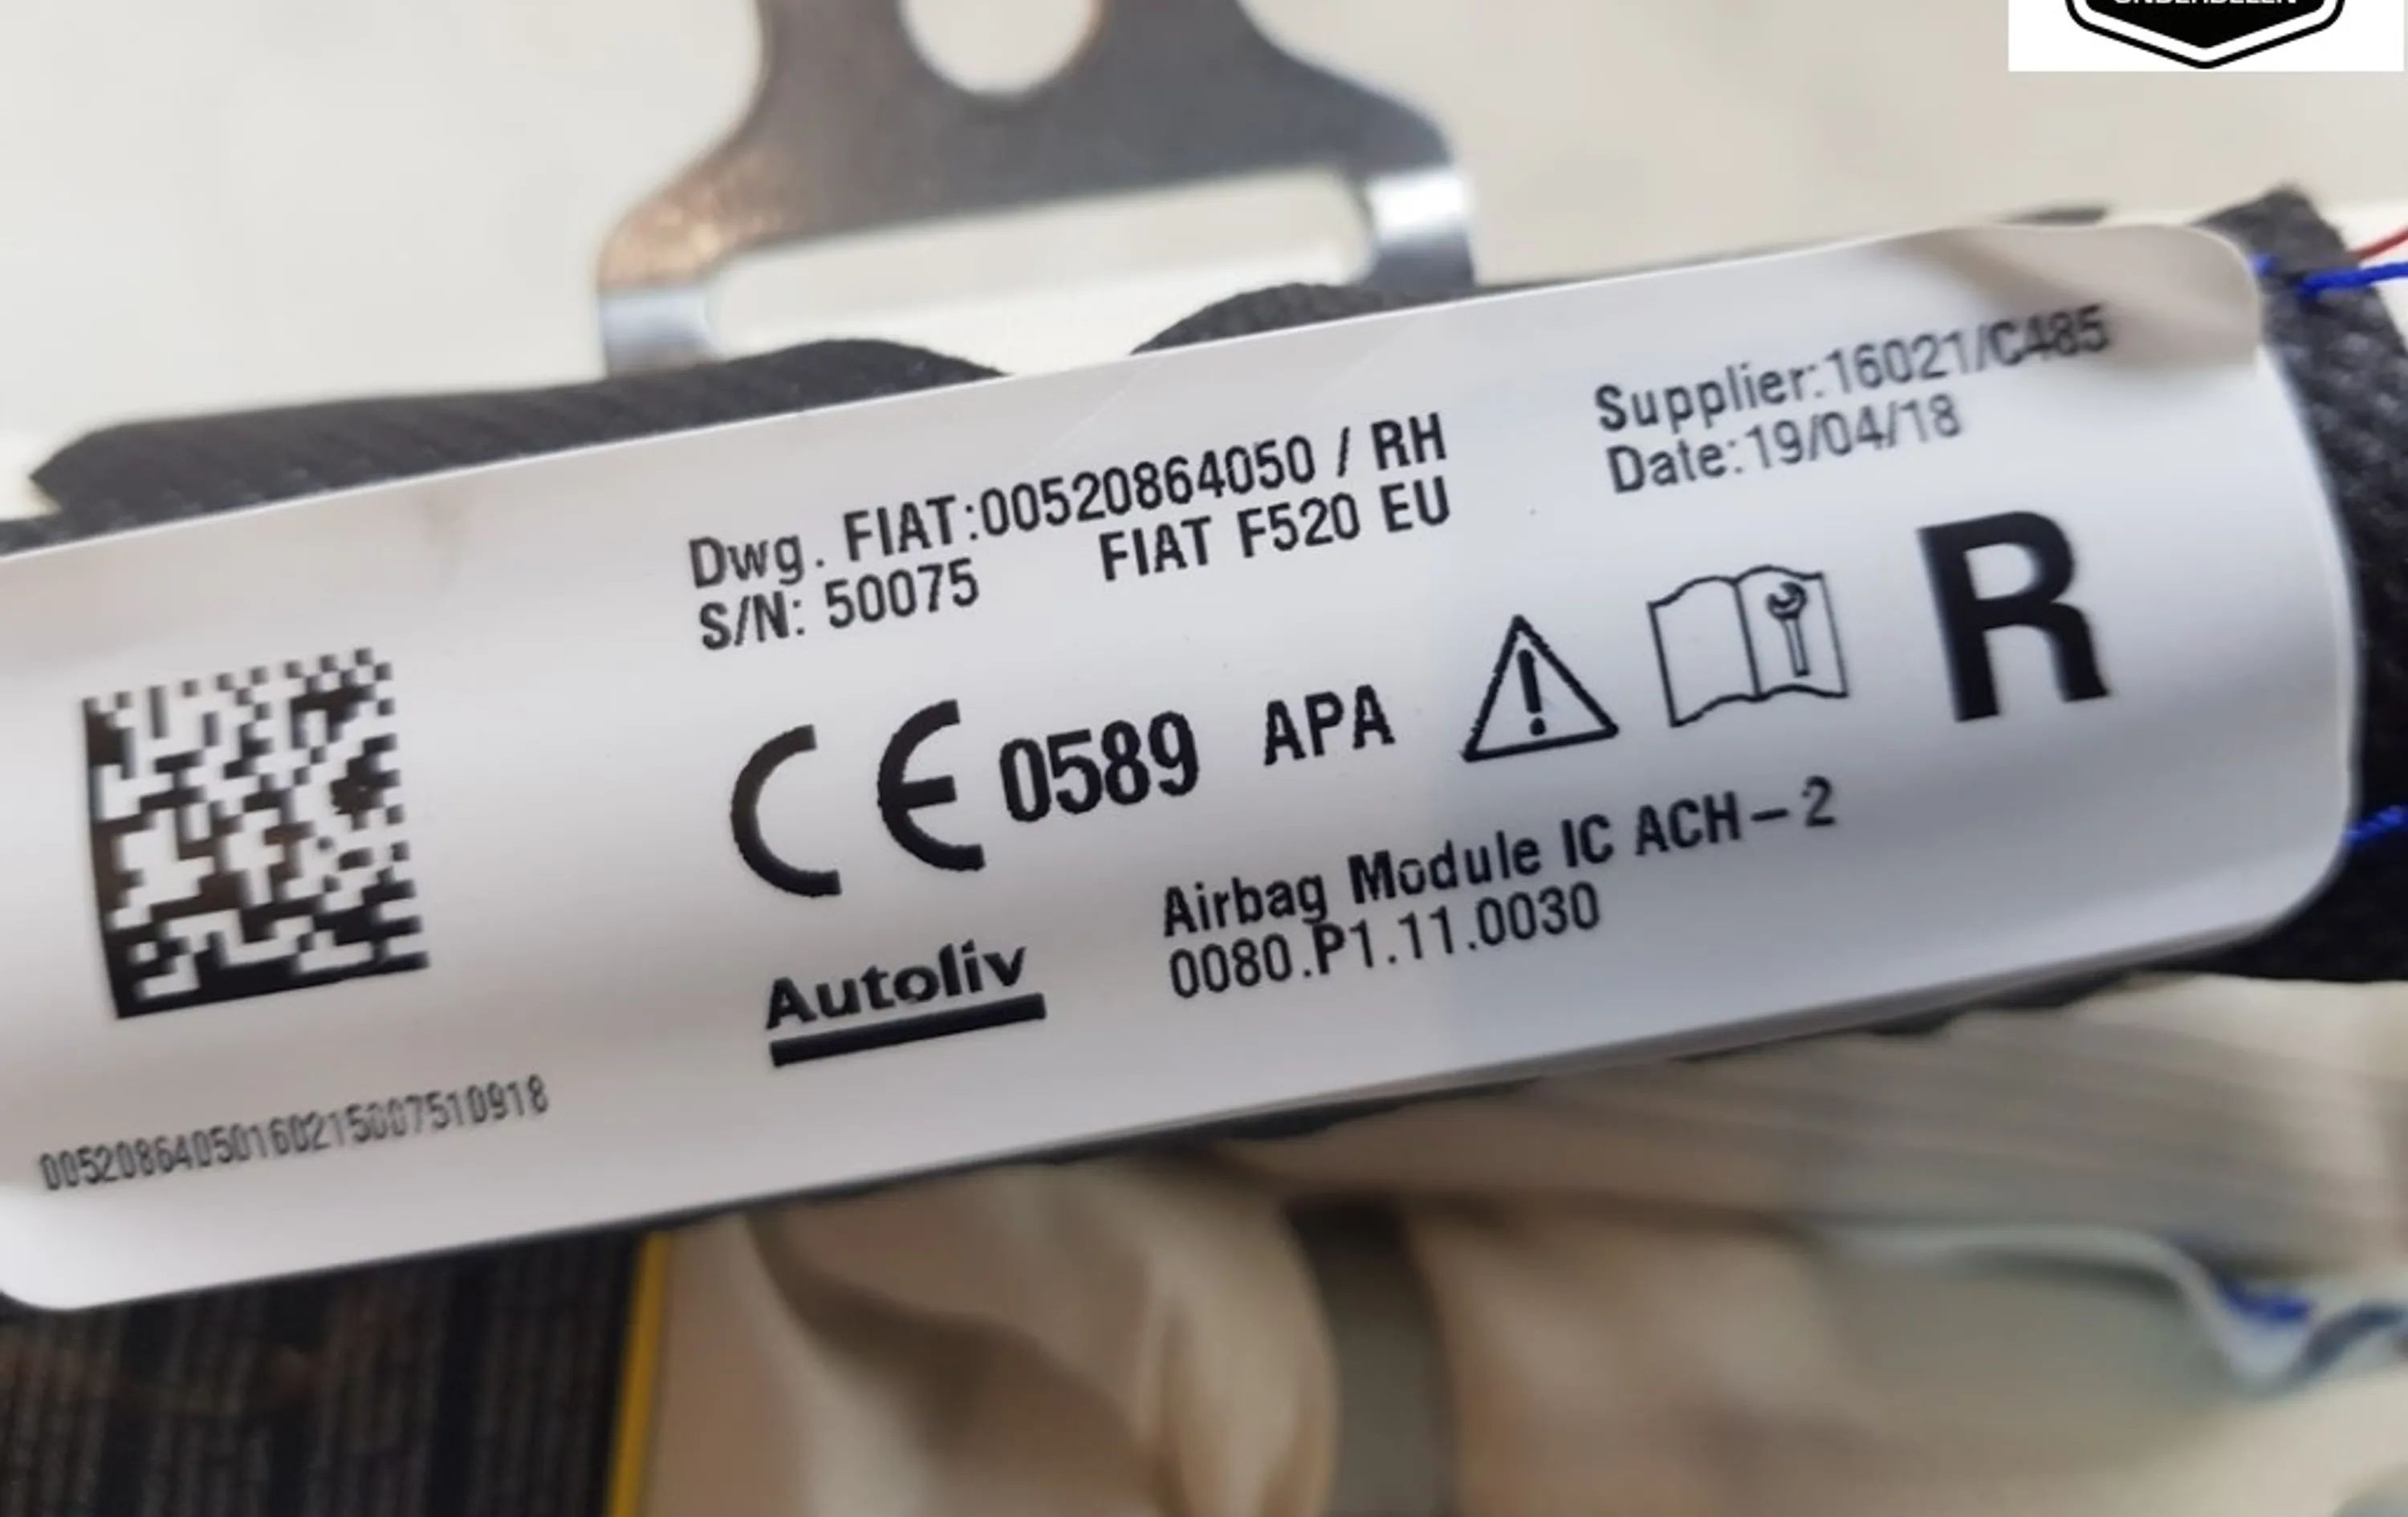 ONDERDELEN
Dwg. FIAT:00520864050 / RH
S/N: 50075 FIAT F520 EU
Supplier:16021/C485
Date:19/04/18
CE 0589 APA
R
Autoliv
Airbag Module IC ACH-2
0080.P1.11.0030
00520864050160215007510918